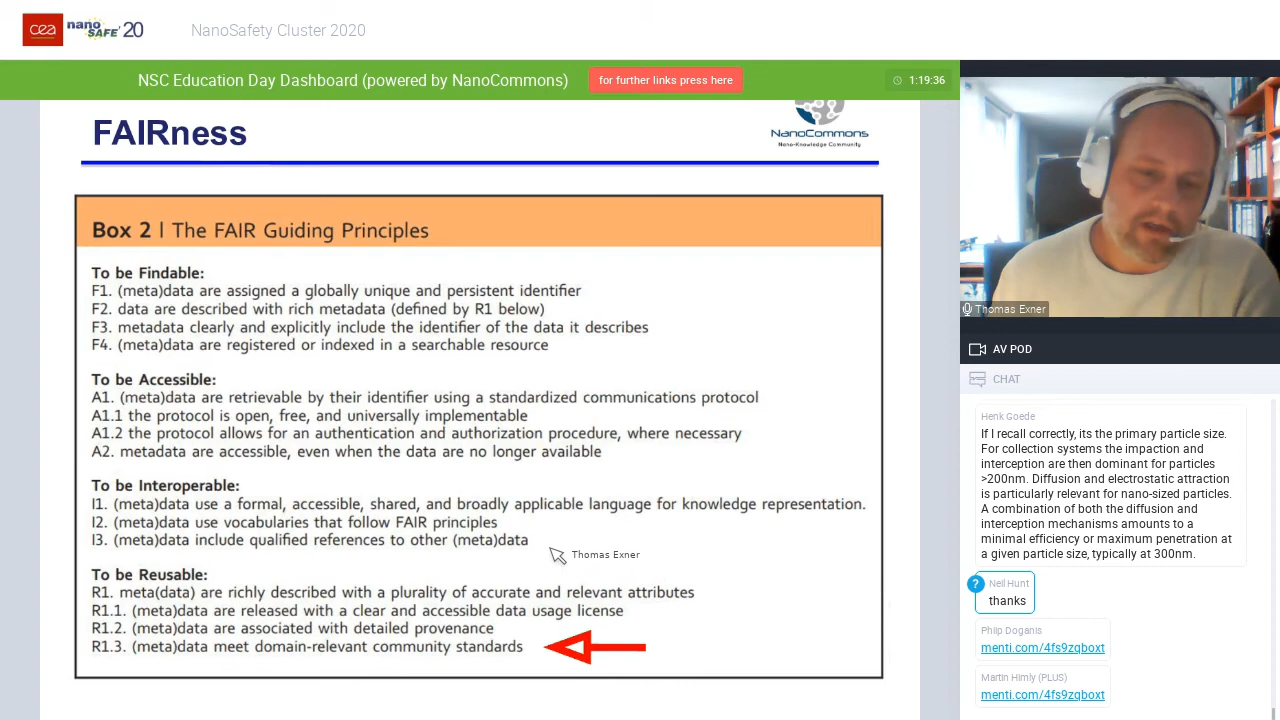 cea nano SAFE'20
NanoSafety Cluster 2020
NSC Education Day Dashboard (powered by NanoCommons)
for further links press here
1:19:36
FAIRness
NanoCommons
Nano-Knowledge Community
Box 2 | The FAIR Guiding Principles
To be Findable:
F1. (meta)data are assigned a globally unique and persistent identifier
F2. data are described with rich metadata (defined by R1 below)
F3. metadata clearly and explicitly include the identifier of the data it describes
F4. (meta)data are registered or indexed in a searchable resource
To be Accessible:
A1. (meta)data are retrievable by their identifier using a standardized communications protocol
A1.1 the protocol is open, free, and universally implementable
A1.2 the protocol allows for an authentication and authorization procedure, where necessary
A2. metadata are accessible, even when the data are no longer available
To be Interoperable:
I1. (meta)data use a formal, accessible, shared, and broadly applicable language for knowledge representation.
I2. (meta)data use vocabularies that follow FAIR principles
I3. (meta)data include qualified references to other (meta)data
Thomas Exner
To be Reusable:
R1. meta(data) are richly described with a plurality of accurate and relevant attributes
R1.1. (meta)data are released with a clear and accessible data usage license
R1.2. (meta)data are associated with detailed provenance
R1.3. (meta)data meet domain-relevant community standards
Thomas Exner
AV POD
CHAT
Henk Goede
If I recall correctly, its the primary particle size.
For collection systems the impaction and
interception are then dominant for particles
>200nm. Diffusion and electrostatic attraction
is particularly relevant for nano-sized particles.
A combination of both the diffusion and
interception mechanisms amounts to a
minimal efficiency or maximum penetration at
a given particle size, typically at 300nm.
?
Neil Hunt
thanks
Phlip Doganis
menti.com/4fs9zqboxt
Martin Himly (PLUS)
menti.com/4fs9zqboxt